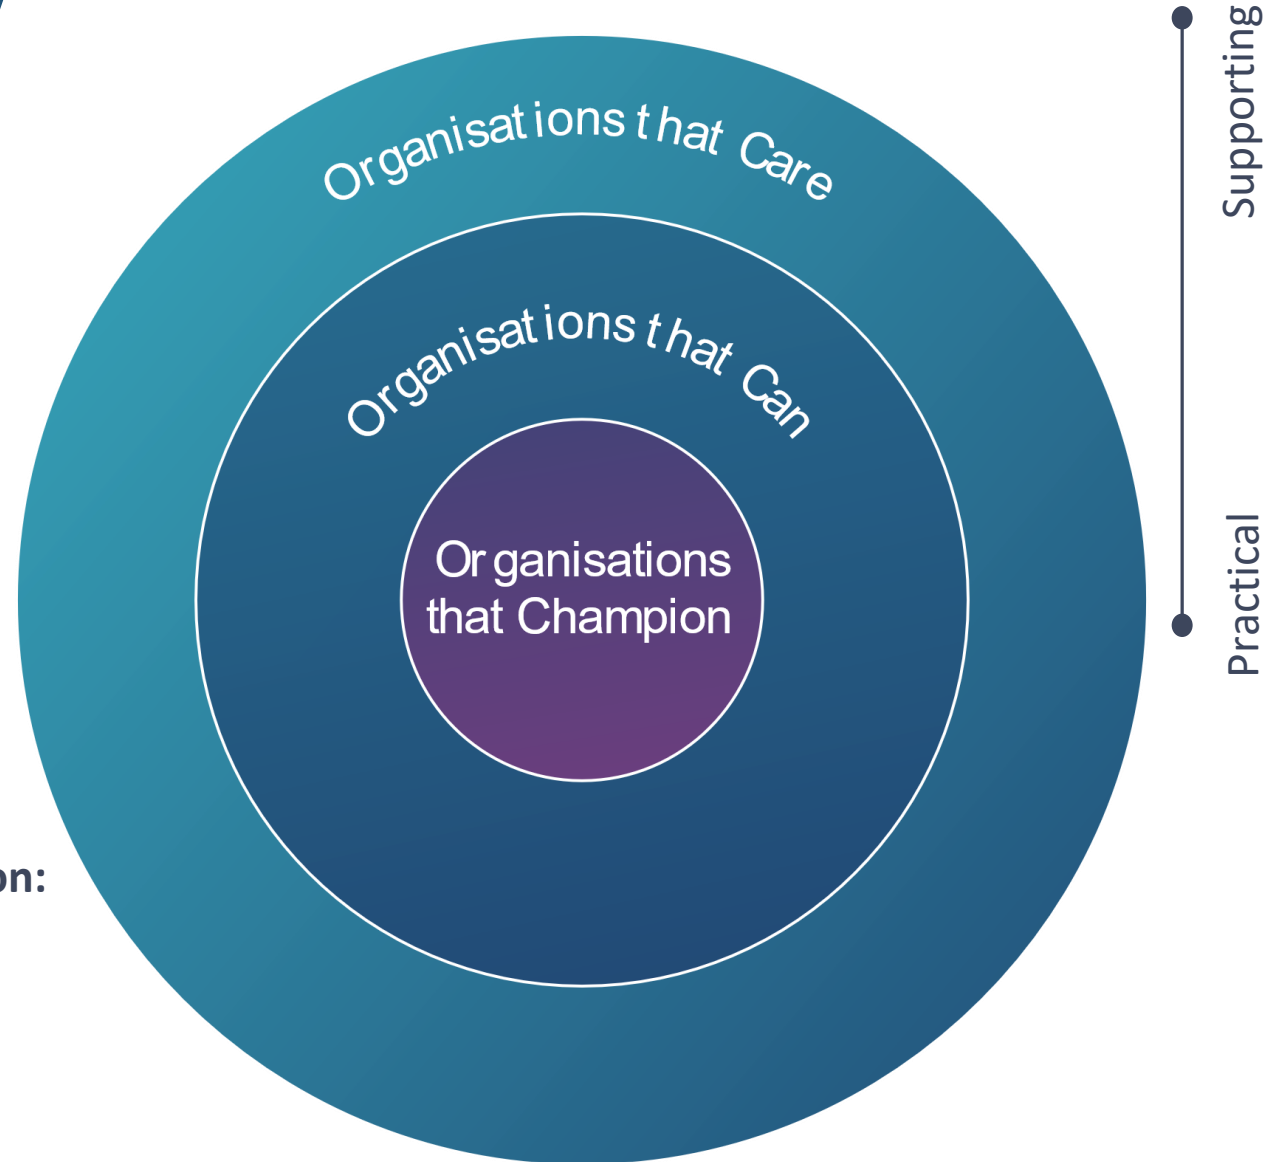 Organisations that Care
Organisations that Can
Organisations
that Champion
Supporting
Practical
on: